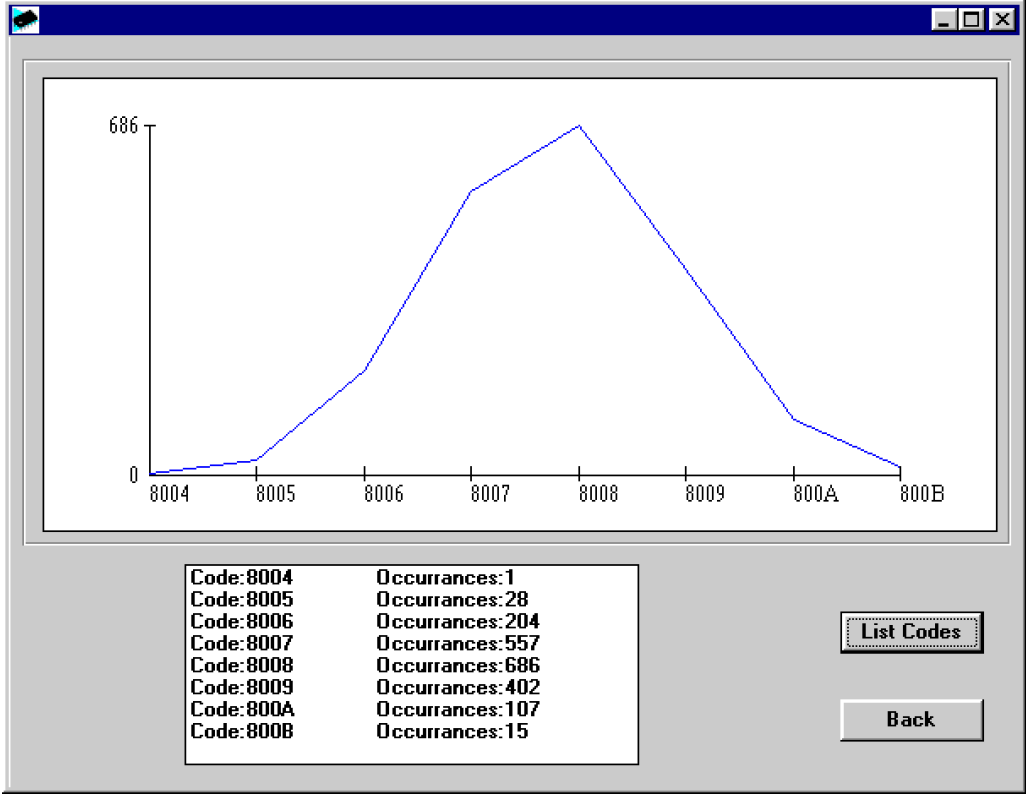 686
0
8004 8005 8006 8007 8008 8009 800A 800B
Code:8004 Occurrances:1
Code:8005 Occurrances:28
Code:8006 Occurrances:204
Code:8007 Occurrances:557
Code:8008 Occurrances:686
Code:8009 Occurrances:402
Code:800A Occurrances:107
Code:800B Occurrances:15
List Codes
Back